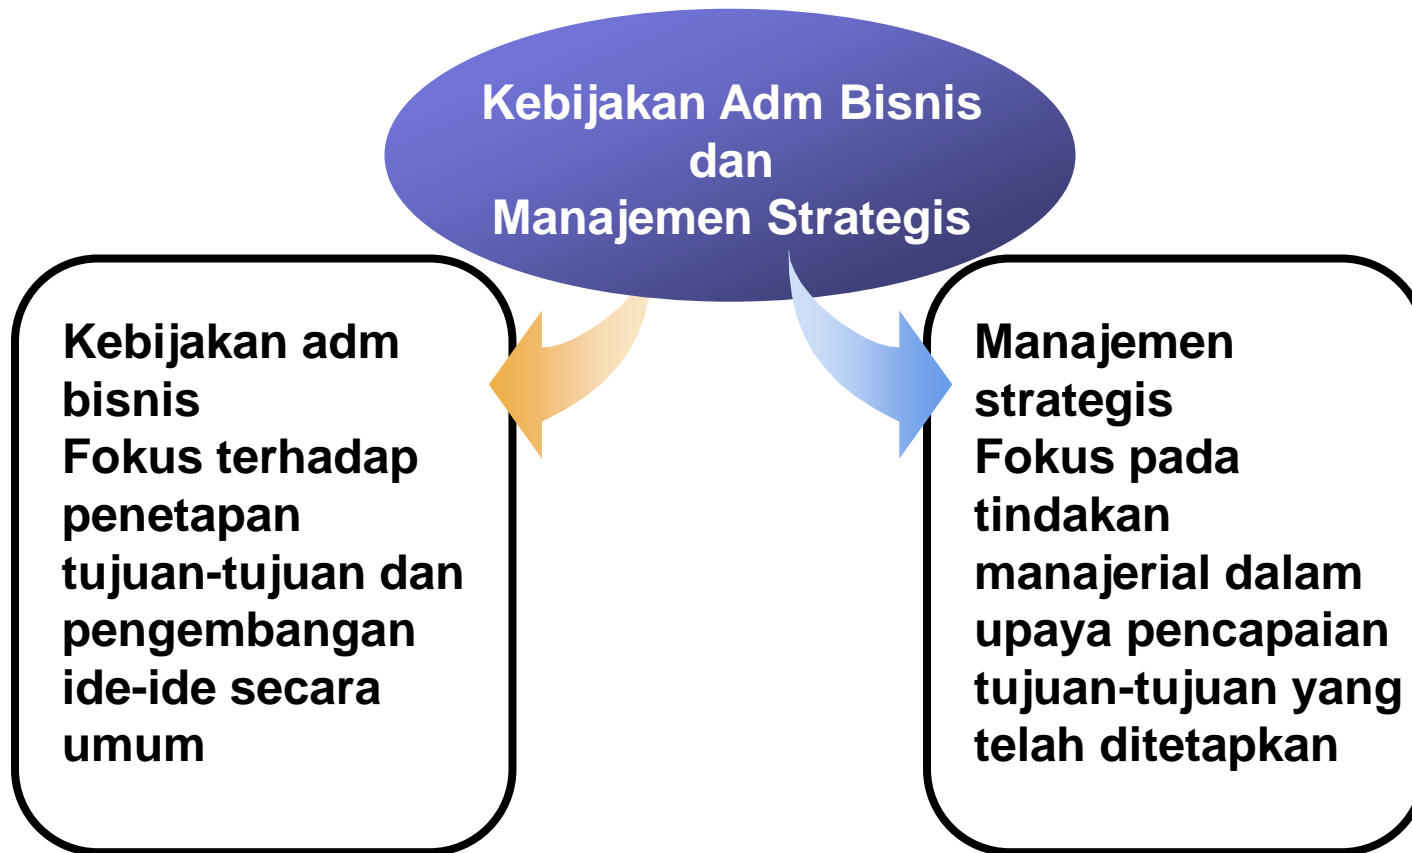 Kebijakan Adm Bisnis
dan
Manajemen Strategis
Kebijakan adm
bisnis
Fokus terhadap
penetapan
tujuan-tujuan dan
pengembangan
ide-ide secara
umum
Manajemen
strategis
Fokus pada
tindakan
manajerial dalam
upaya pencapaian
tujuan-tujuan yang
telah ditetapkan